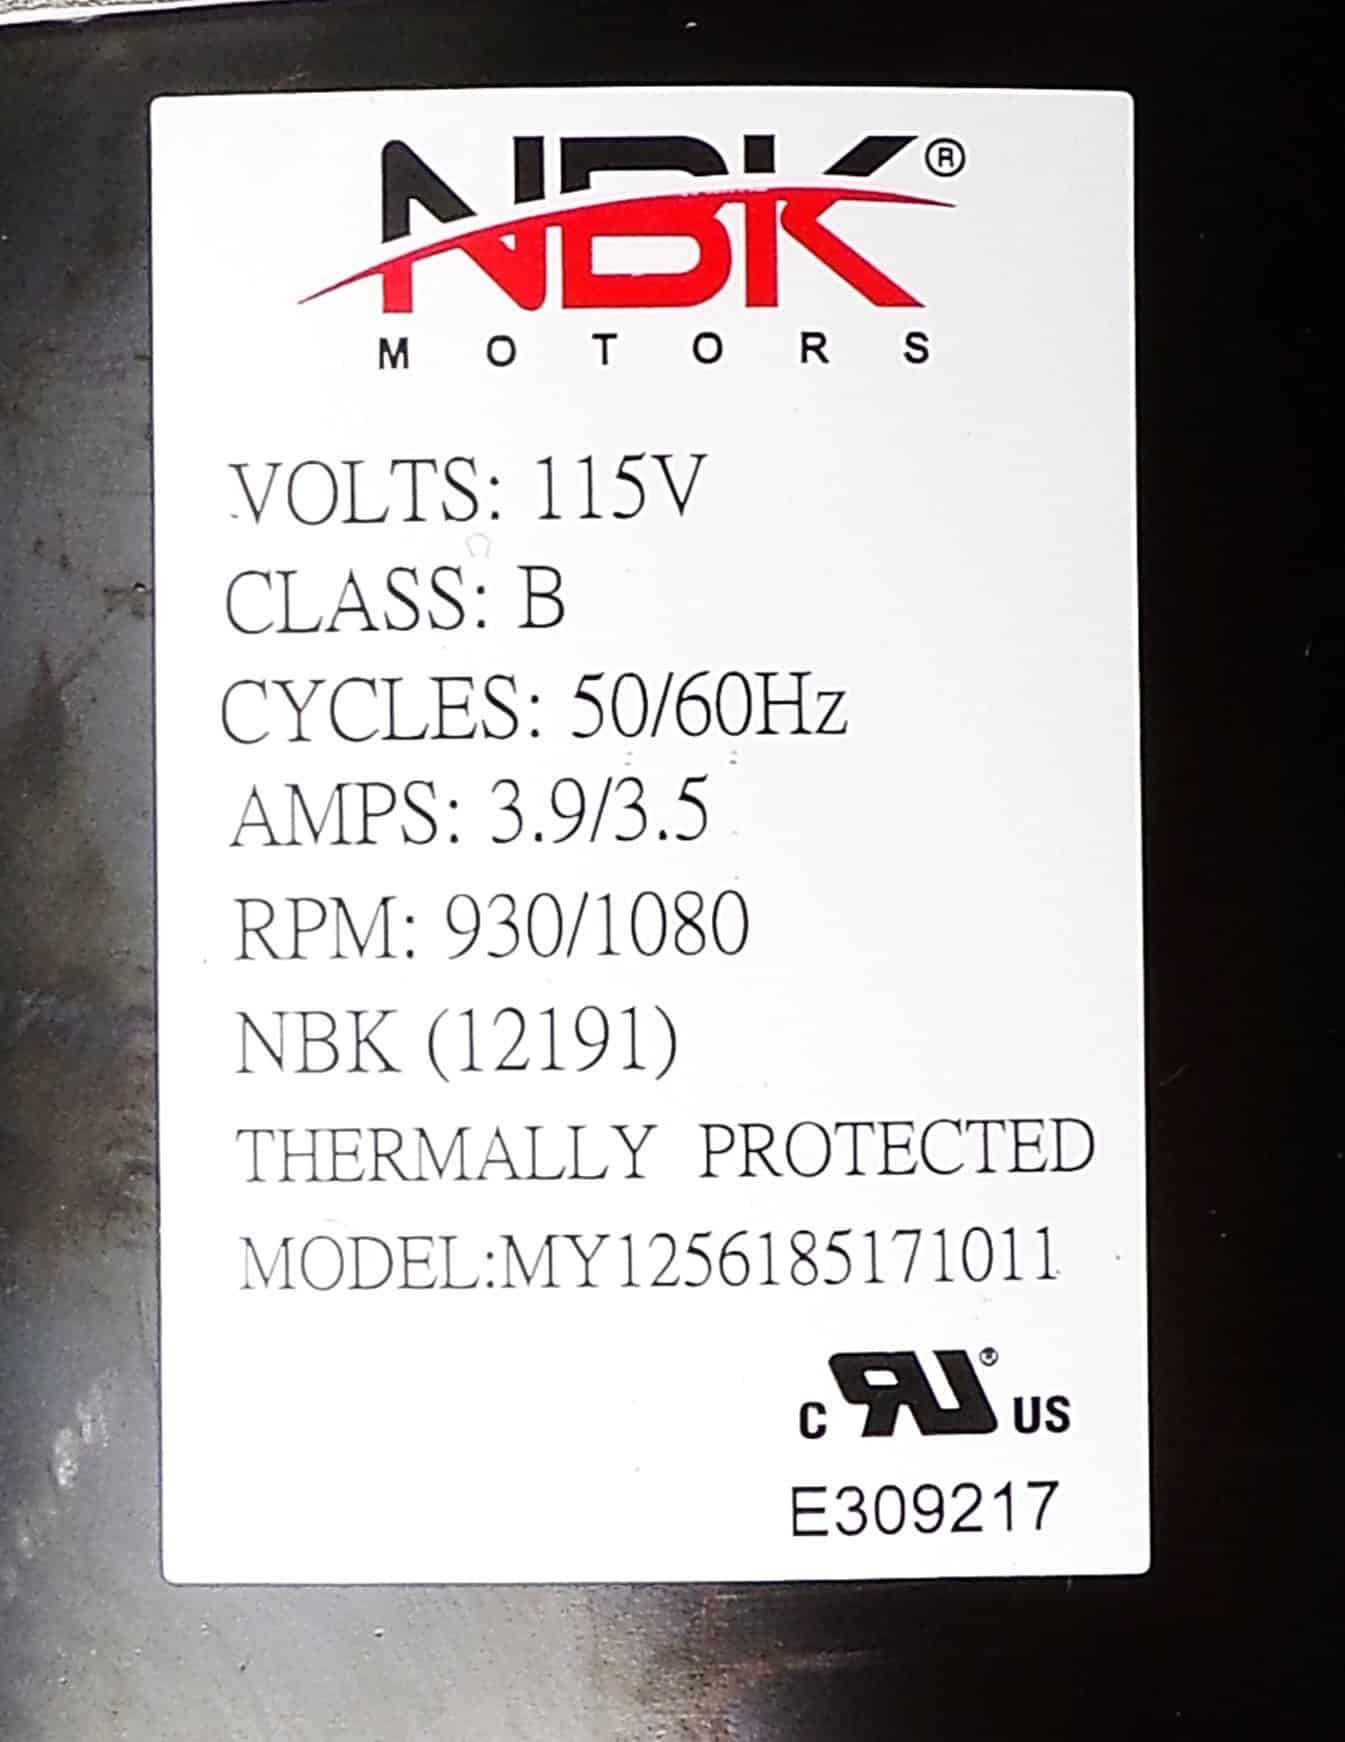 NBK®
MOTORS
VOLTS: 115V
CLASS: B
CYCLES: 50/60Hz
AMPS: 3.9/3.5
RPM: 930/1080
NBK (12191)
THERMALLY PROTECTED
MODEL:MY1256185171011
C RU® US
E309217